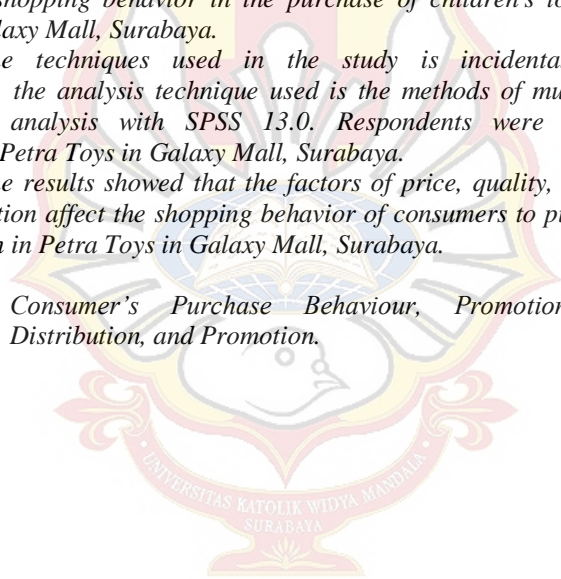 shopping behavior in the purchase of children's to
laxy Mall, Surabaya.
e techniques used in the study is incidenta
the analysis technique used is the methods of mu
analysis with SPSS 13.0. Respondents were
Petra Toys in Galaxy Mall, Surabaya.
e results showed that the factors of price, quality,
tion affect the shopping behavior of consumers to p
n in Petra Toys in Galaxy Mall, Surabaya.
Consumer's Purchase Behaviour, Promotion
Distribution, and Promotion.
UNIVERSITAS KATOLIK WIDYA MANDALA
SURABAYA